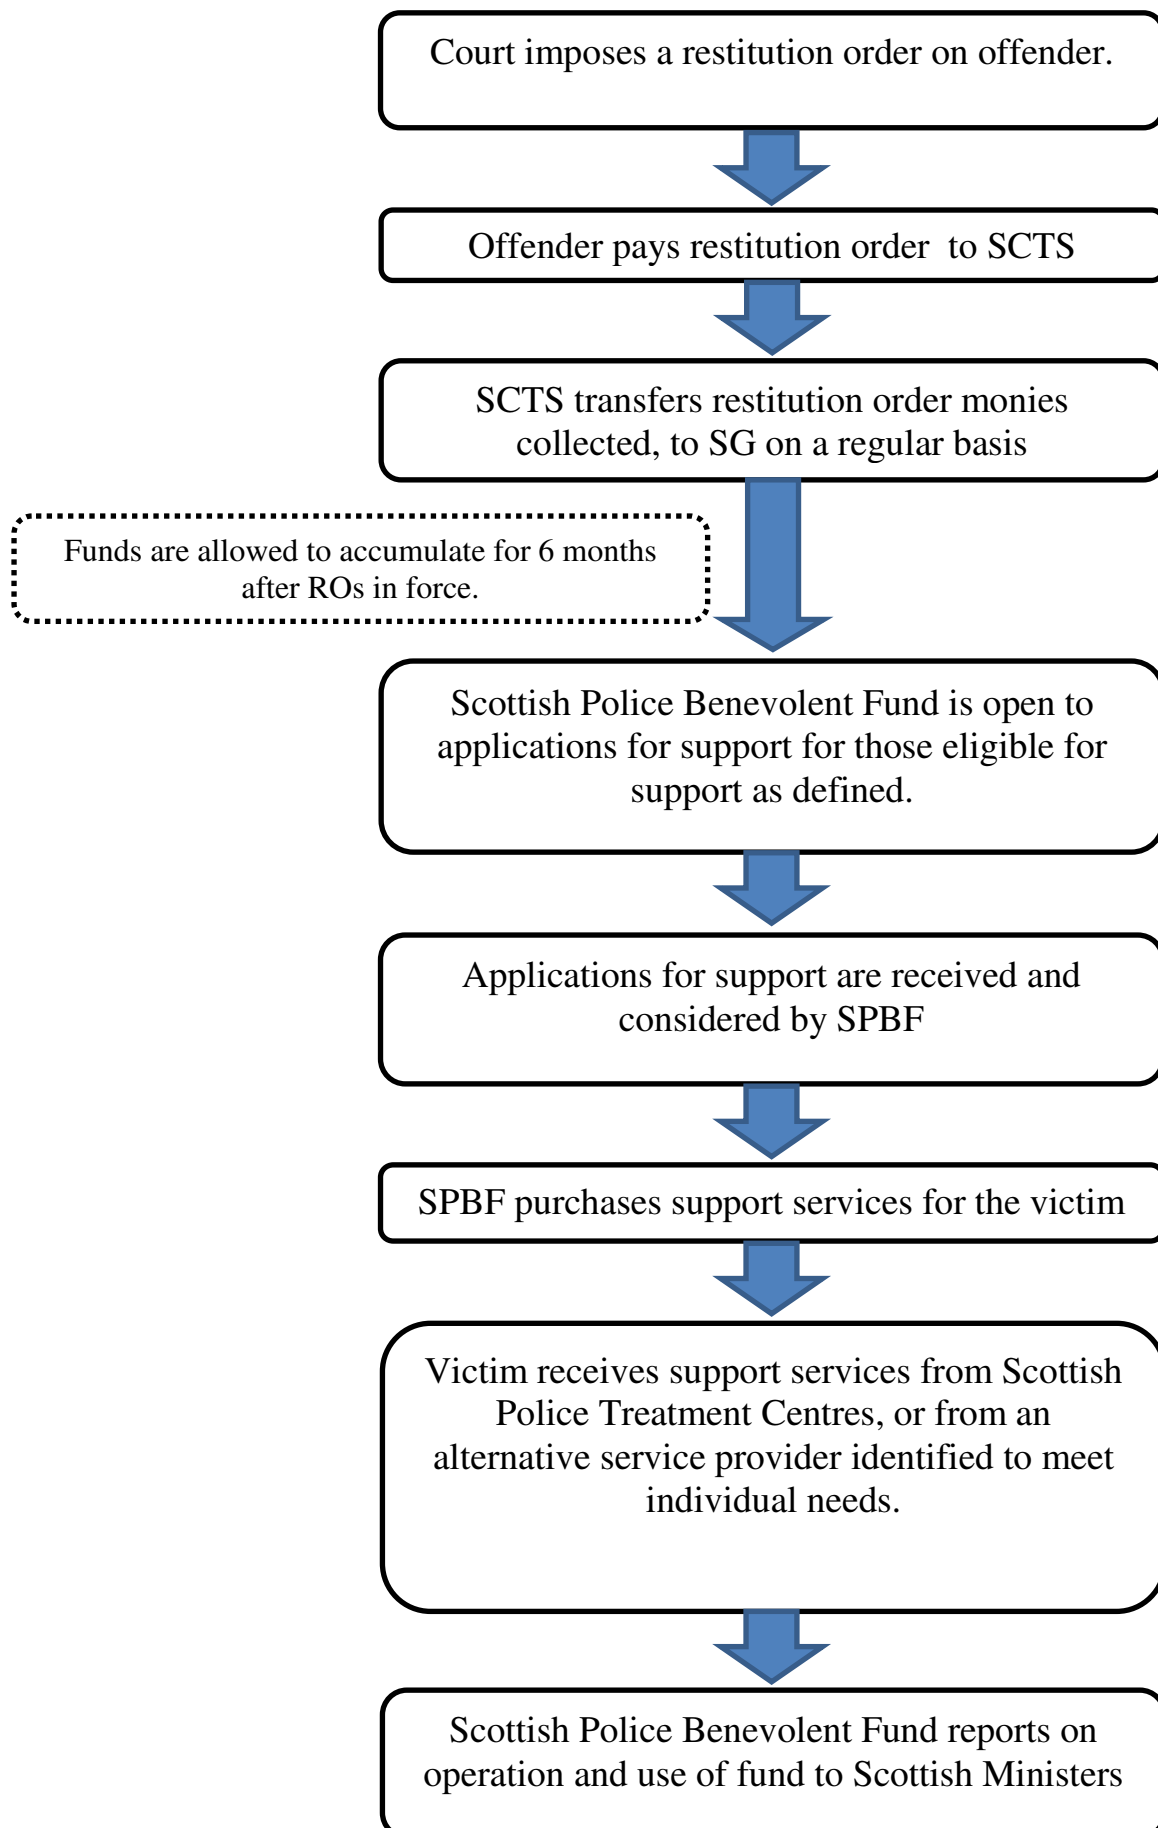 Court imposes a restitution order on offender.
Offender pays restitution order  to SCTS
SCTS transfers restitution order monies
collected, to SG on a regular basis
Funds are allowed to accumulate for 6 months
after ROs in force.
Scottish Police Benevolent Fund is open to
applications for support for those eligible for
support as defined.
Applications for support are received and
considered by SPBF
SPBF purchases support services for the victim
Victim receives support services from Scottish
Police Treatment Centres, or from an
alternative service provider identified to meet
individual needs.
Scottish Police Benevolent Fund reports on
operation and use of fund to Scottish Ministers